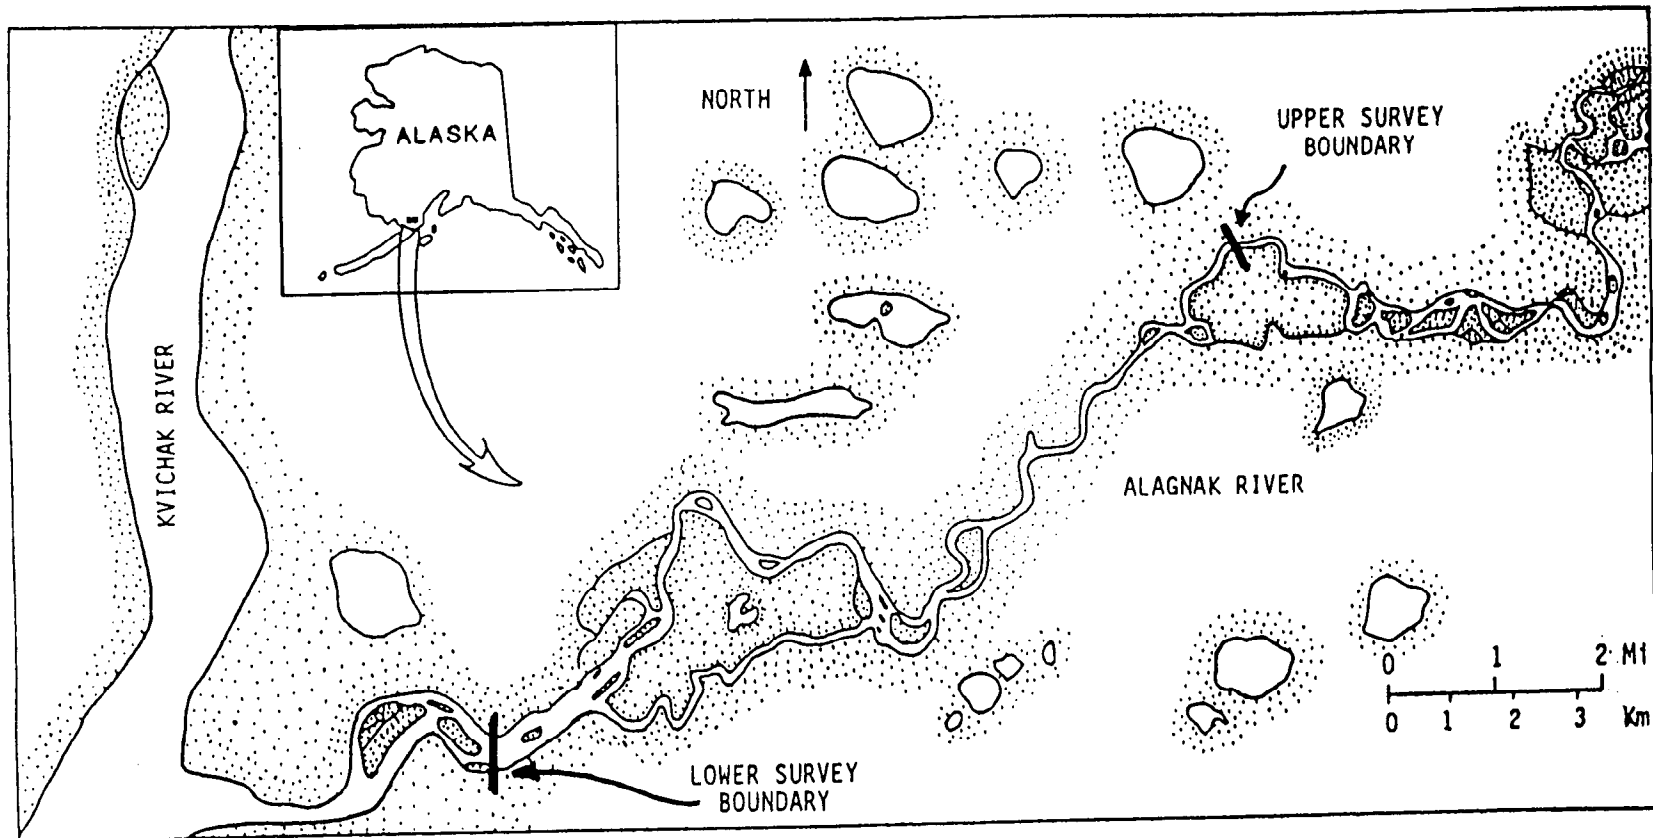 NORTH
ALASKA
UPPER SURVEY
BOUNDARY
KVICHAK RIVER
ALAGNAK RIVER
LOWER SURVEY
BOUNDARY
0 1 2 Mi
0 1 2 3 Km